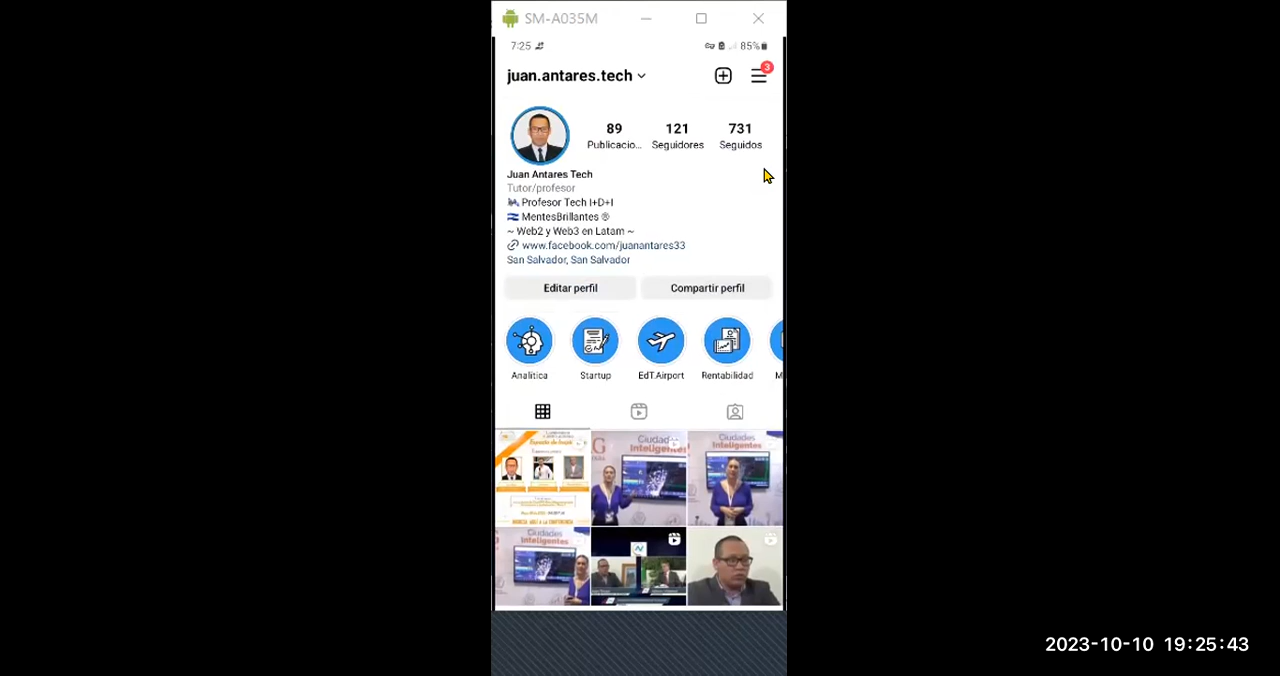 SM-A035M
7:25
85%
juan.antares.tech
3
89
121
731
Publicacio...
Seguidores
Seguidos
Juan Antares Tech
Tutor/profesor
Profesor Tech I+D+I
MentesBrillantes ®
~ Web2 y Web3 en Latam ~
www.facebook.com/juanantares33
San Salvador, San Salvador
Editar perfil
Compartir perfil
Analítica
Startup
EdT.Airport
Rentabilidad
M
Ciudades
Inteligentes
Ciudades
Inteligentes
Ciudades
Inteligentes
2023-10-10 19:25:43